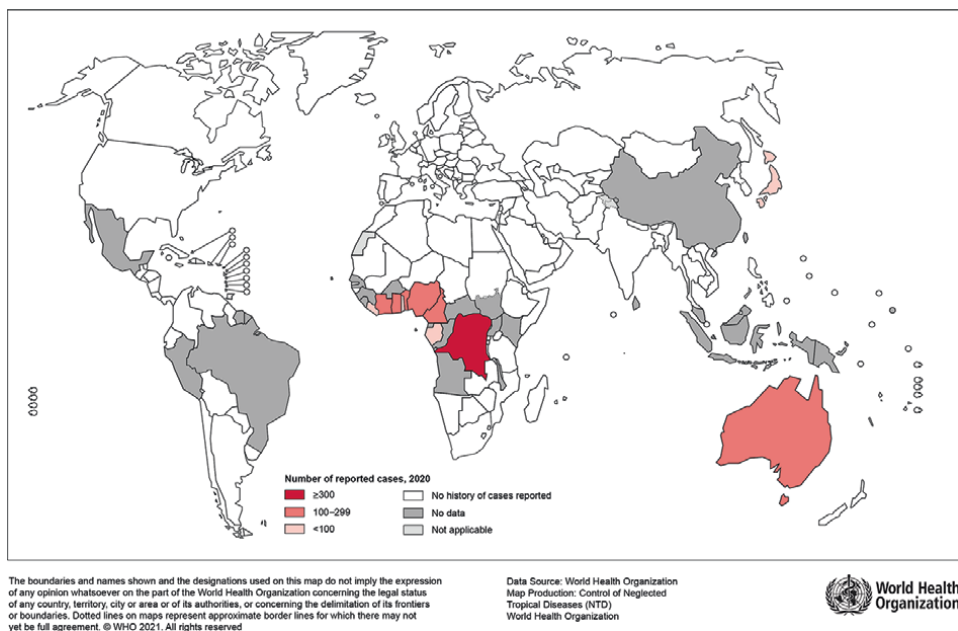 Number of reported cases, 2020
≥300
100–299
<100
No history of cases reported
No data
Not applicable
The boundaries and names shown and the designations used on this map do not imply the expression
of any opinion whatsoever on the part of the World Health Organization concerning the legal status
of any country, territory, city or area or of its authorities, or concerning the delimitation of its frontiers
or boundaries. Dotted lines on maps represent approximate border lines for which there may not
yet be full agreement. © WHO 2021. All rights reserved
Data Source: World Health Organization
Map Production: Control of Neglected
Tropical Diseases (NTD)
World Health Organization
World Health
Organization